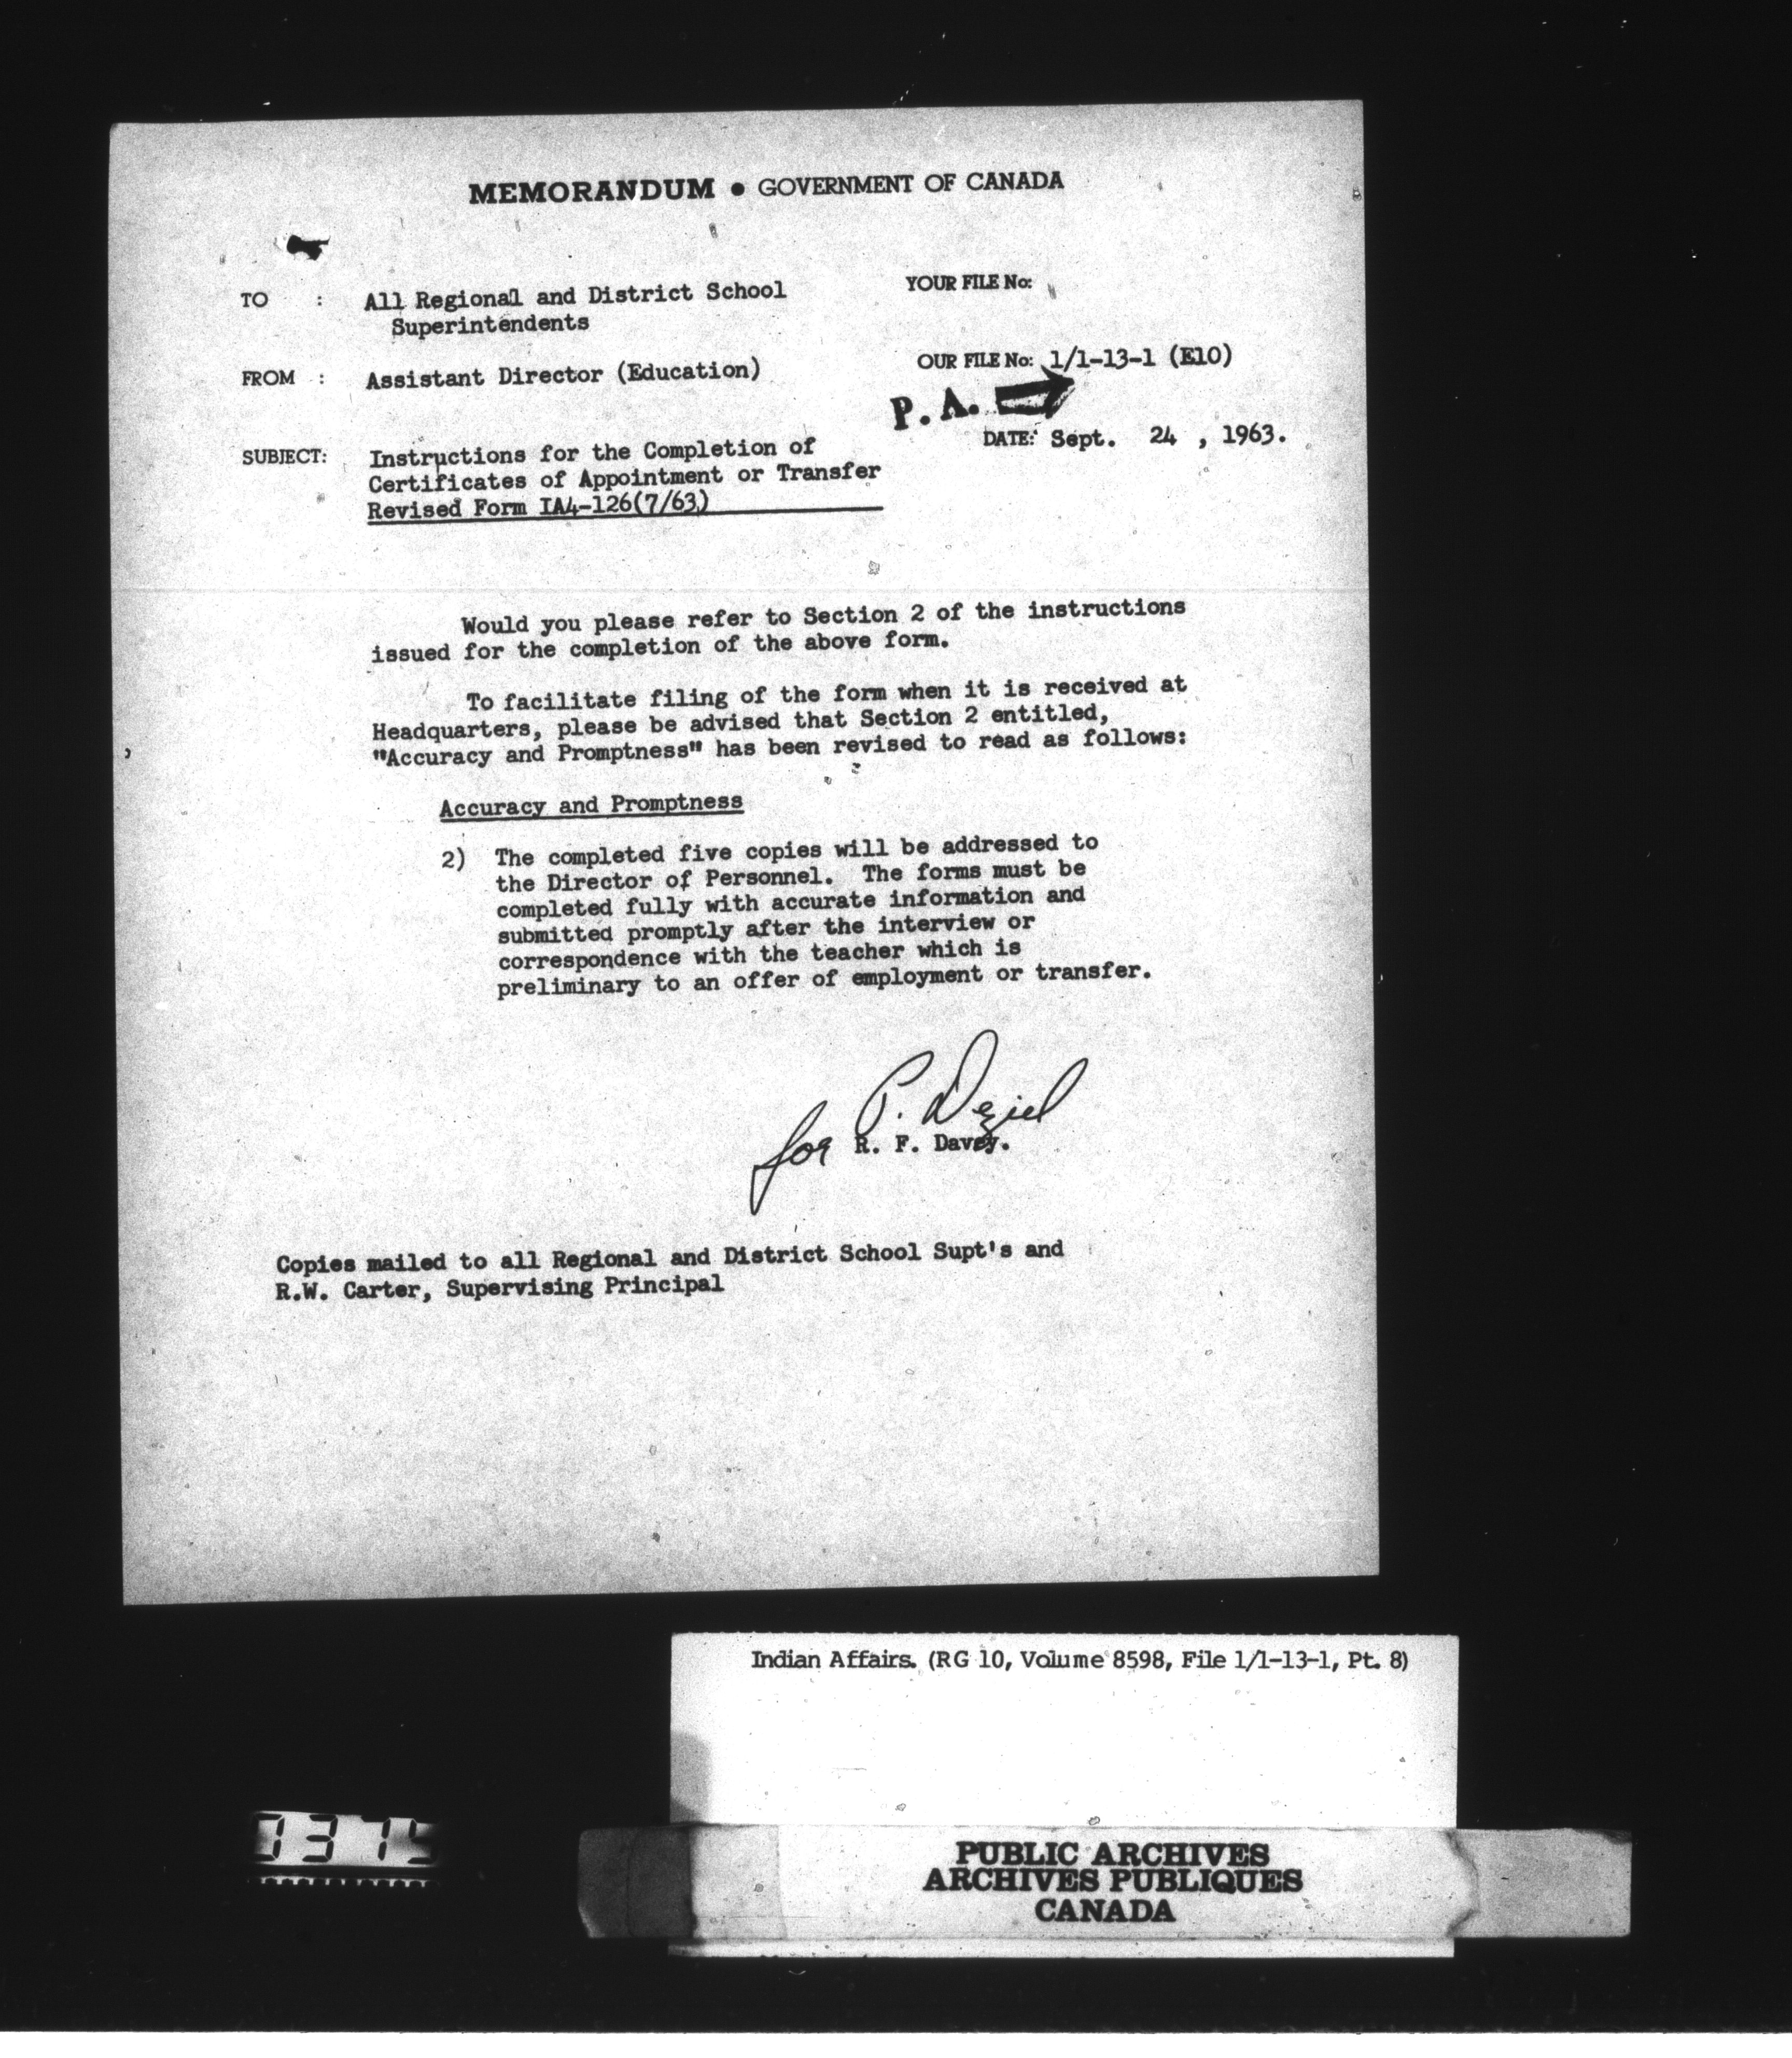 MEMORANDUM • GOVERNMENT OF CANADA
TO : All Regional and District School
Superintendents
YOUR FILE No:
FROM : Assistant Director (Education)
OUR FILE No: 1/1-13-1 (E10)
P.A.
DATE: Sept. 24 , 1963.
SUBJECT: Instructions for the Completion of
Certificates of Appointment or Transfer
Revised Form IA4-126(7/63)
Would you please refer to Section 2 of the instructions
issued for the completion of the above form.
To facilitate filing of the form when it is received at
Headquarters, please be advised that Section 2 entitled,
"Accuracy and Promptness" has been revised to read as follows:
Accuracy and Promptness
2) The completed five copies will be addressed to
the Director of Personnel. The forms must be
completed fully with accurate information and
submitted promptly after the interview or
correspondence with the teacher which is
preliminary to an offer of employment or transfer.
for P. Deziel
R. F. Davey.
Copies mailed to all Regional and District School Supt's and
R.W. Carter, Supervising Principal
Indian Affairs. (RG 10, Volume 8598, File 1/1-13-1, Pt. 8)
PUBLIC ARCHIVES
ARCHIVES PUBLIQUES
CANADA